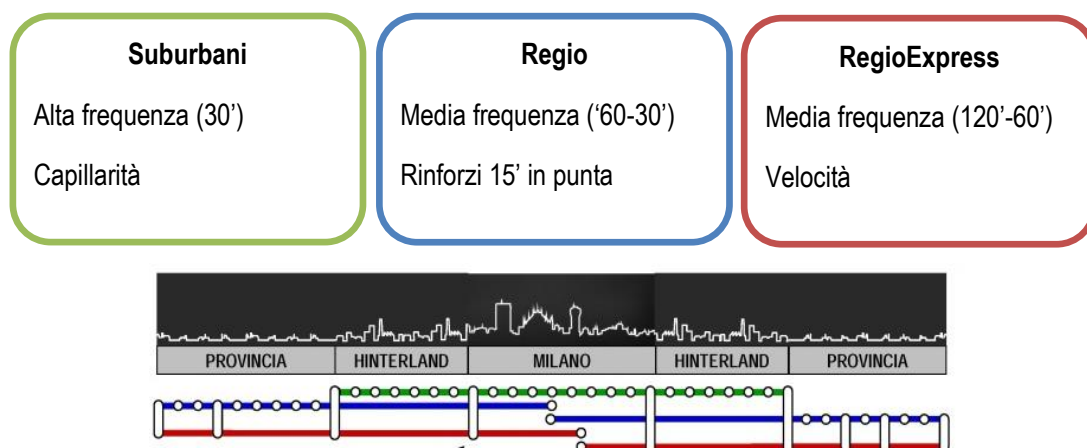 Suburbani
Alta frequenza (30’)
Capillarità
Regio
Media frequenza (‘60-30’)
Rinforzi 15’ in punta
RegioExpress
Media frequenza (120’-60’)
Velocità
PROVINCIA HINTERLAND MILANO HINTERLAND PROVINCIA